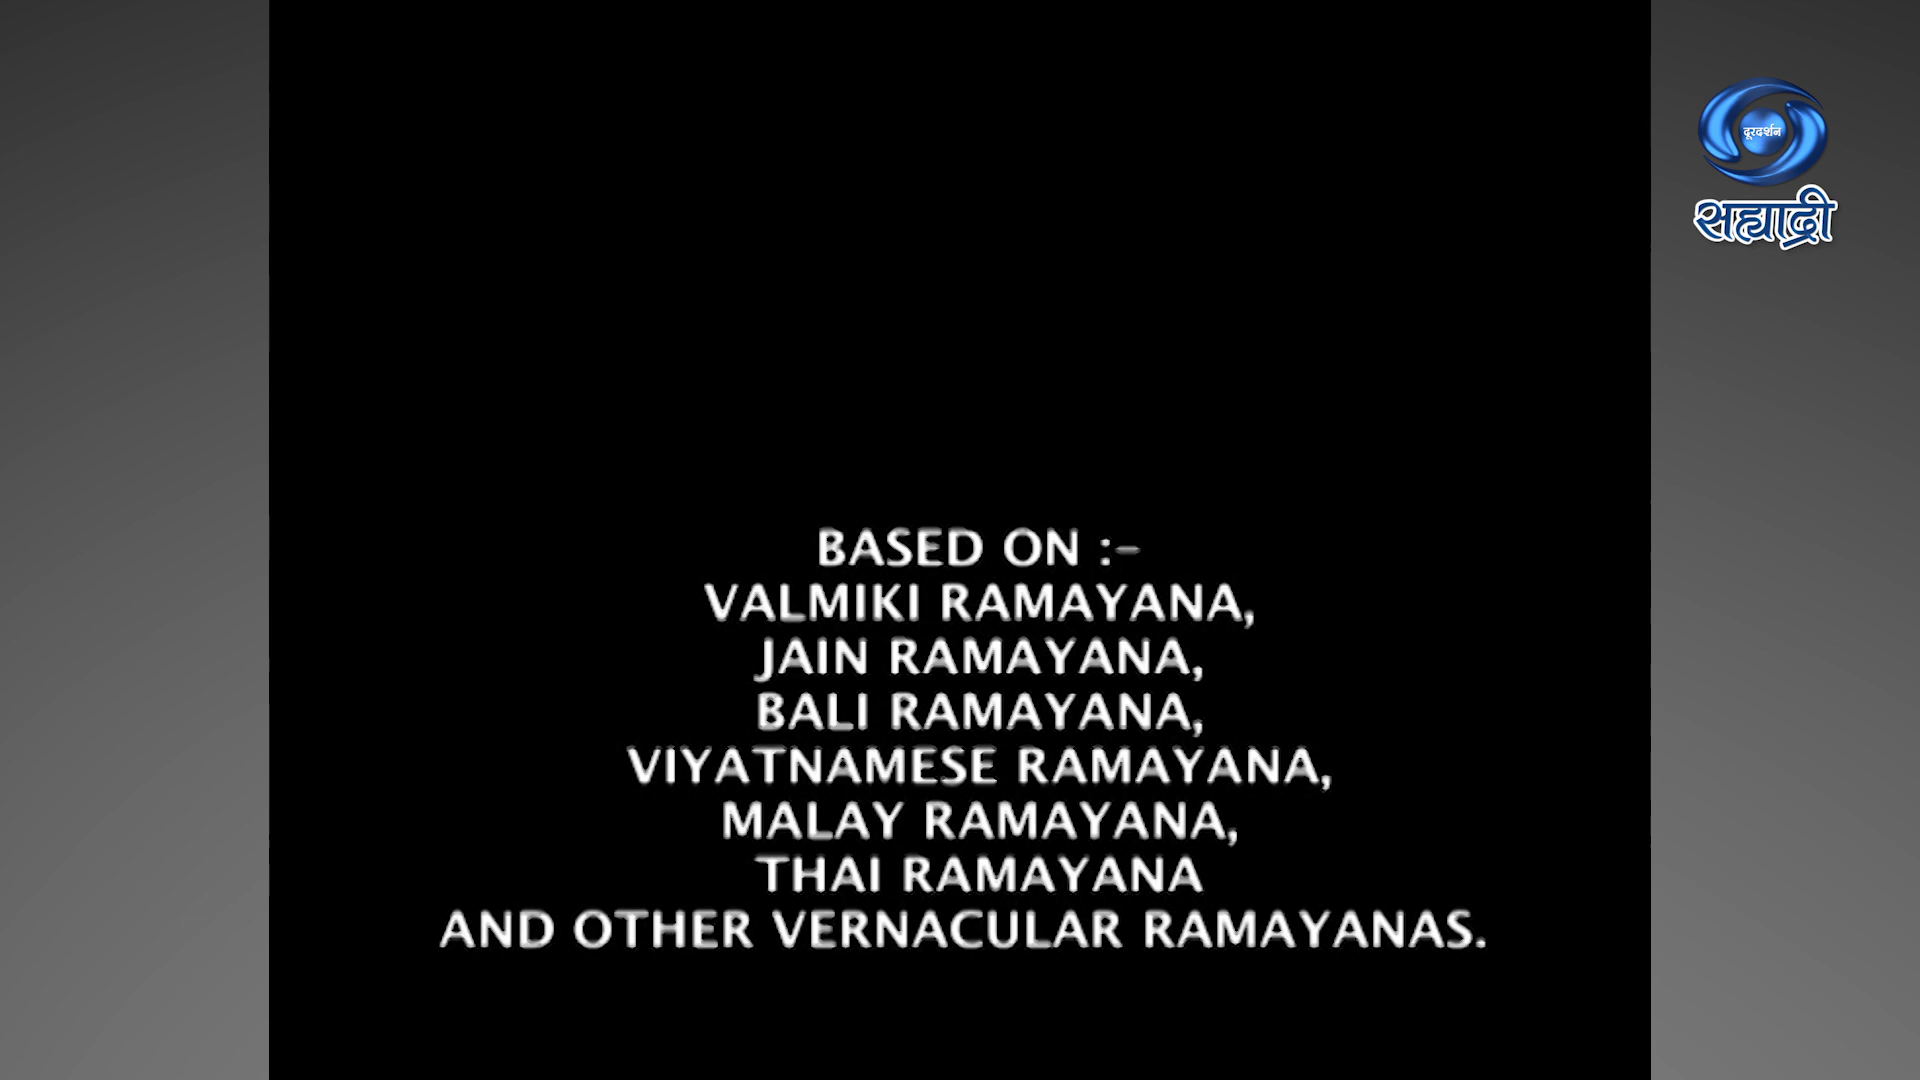 दूरदर्शन
सह्याद्री
BASED ON :-
VALMIKI RAMAYANA,
JAIN RAMAYANA,
BALI RAMAYANA,
VIYATNAMESE RAMAYANA,
MALAY RAMAYANA,
THAI RAMAYANA
AND OTHER VERNACULAR RAMAYANAS.